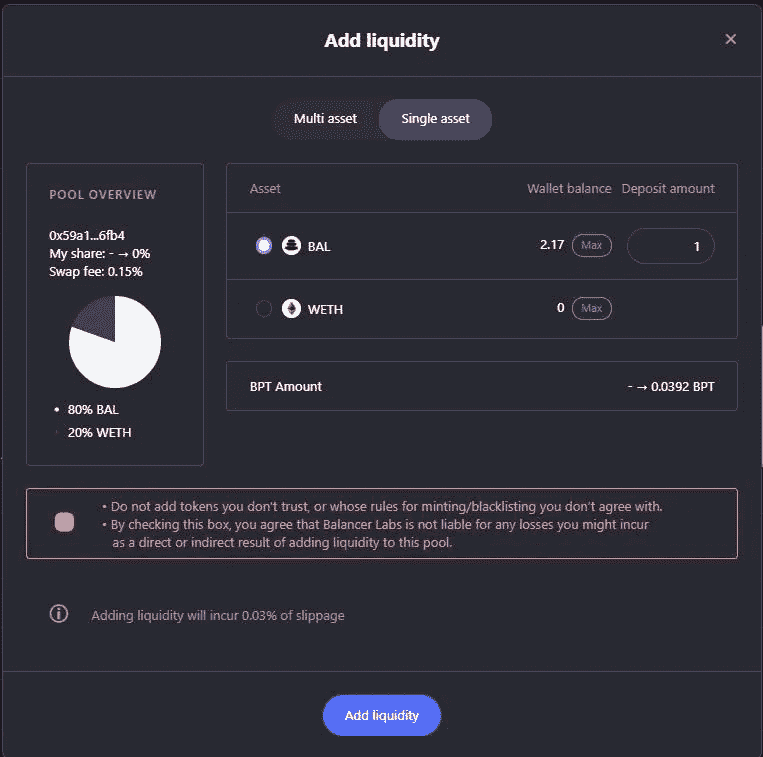 Add liquidity
×
Multi asset Single asset
POOL OVERVIEW
0x59a1...6fb4
My share: - → 0%
Swap fee: 0.15%
• 80% BAL
• 20% WETH
Asset Wallet balance Deposit amount
BAL 2.17 Max 1
WETH 0 Max
BPT Amount - → 0.0392 BPT
• Do not add tokens you don't trust, or whose rules for minting/blacklisting you don't agree with.
• By checking this box, you agree that Balancer Labs is not liable for any losses you might incur
as a direct or indirect result of adding liquidity to this pool.
Adding liquidity will incur 0.03% of slippage
Add liquidity